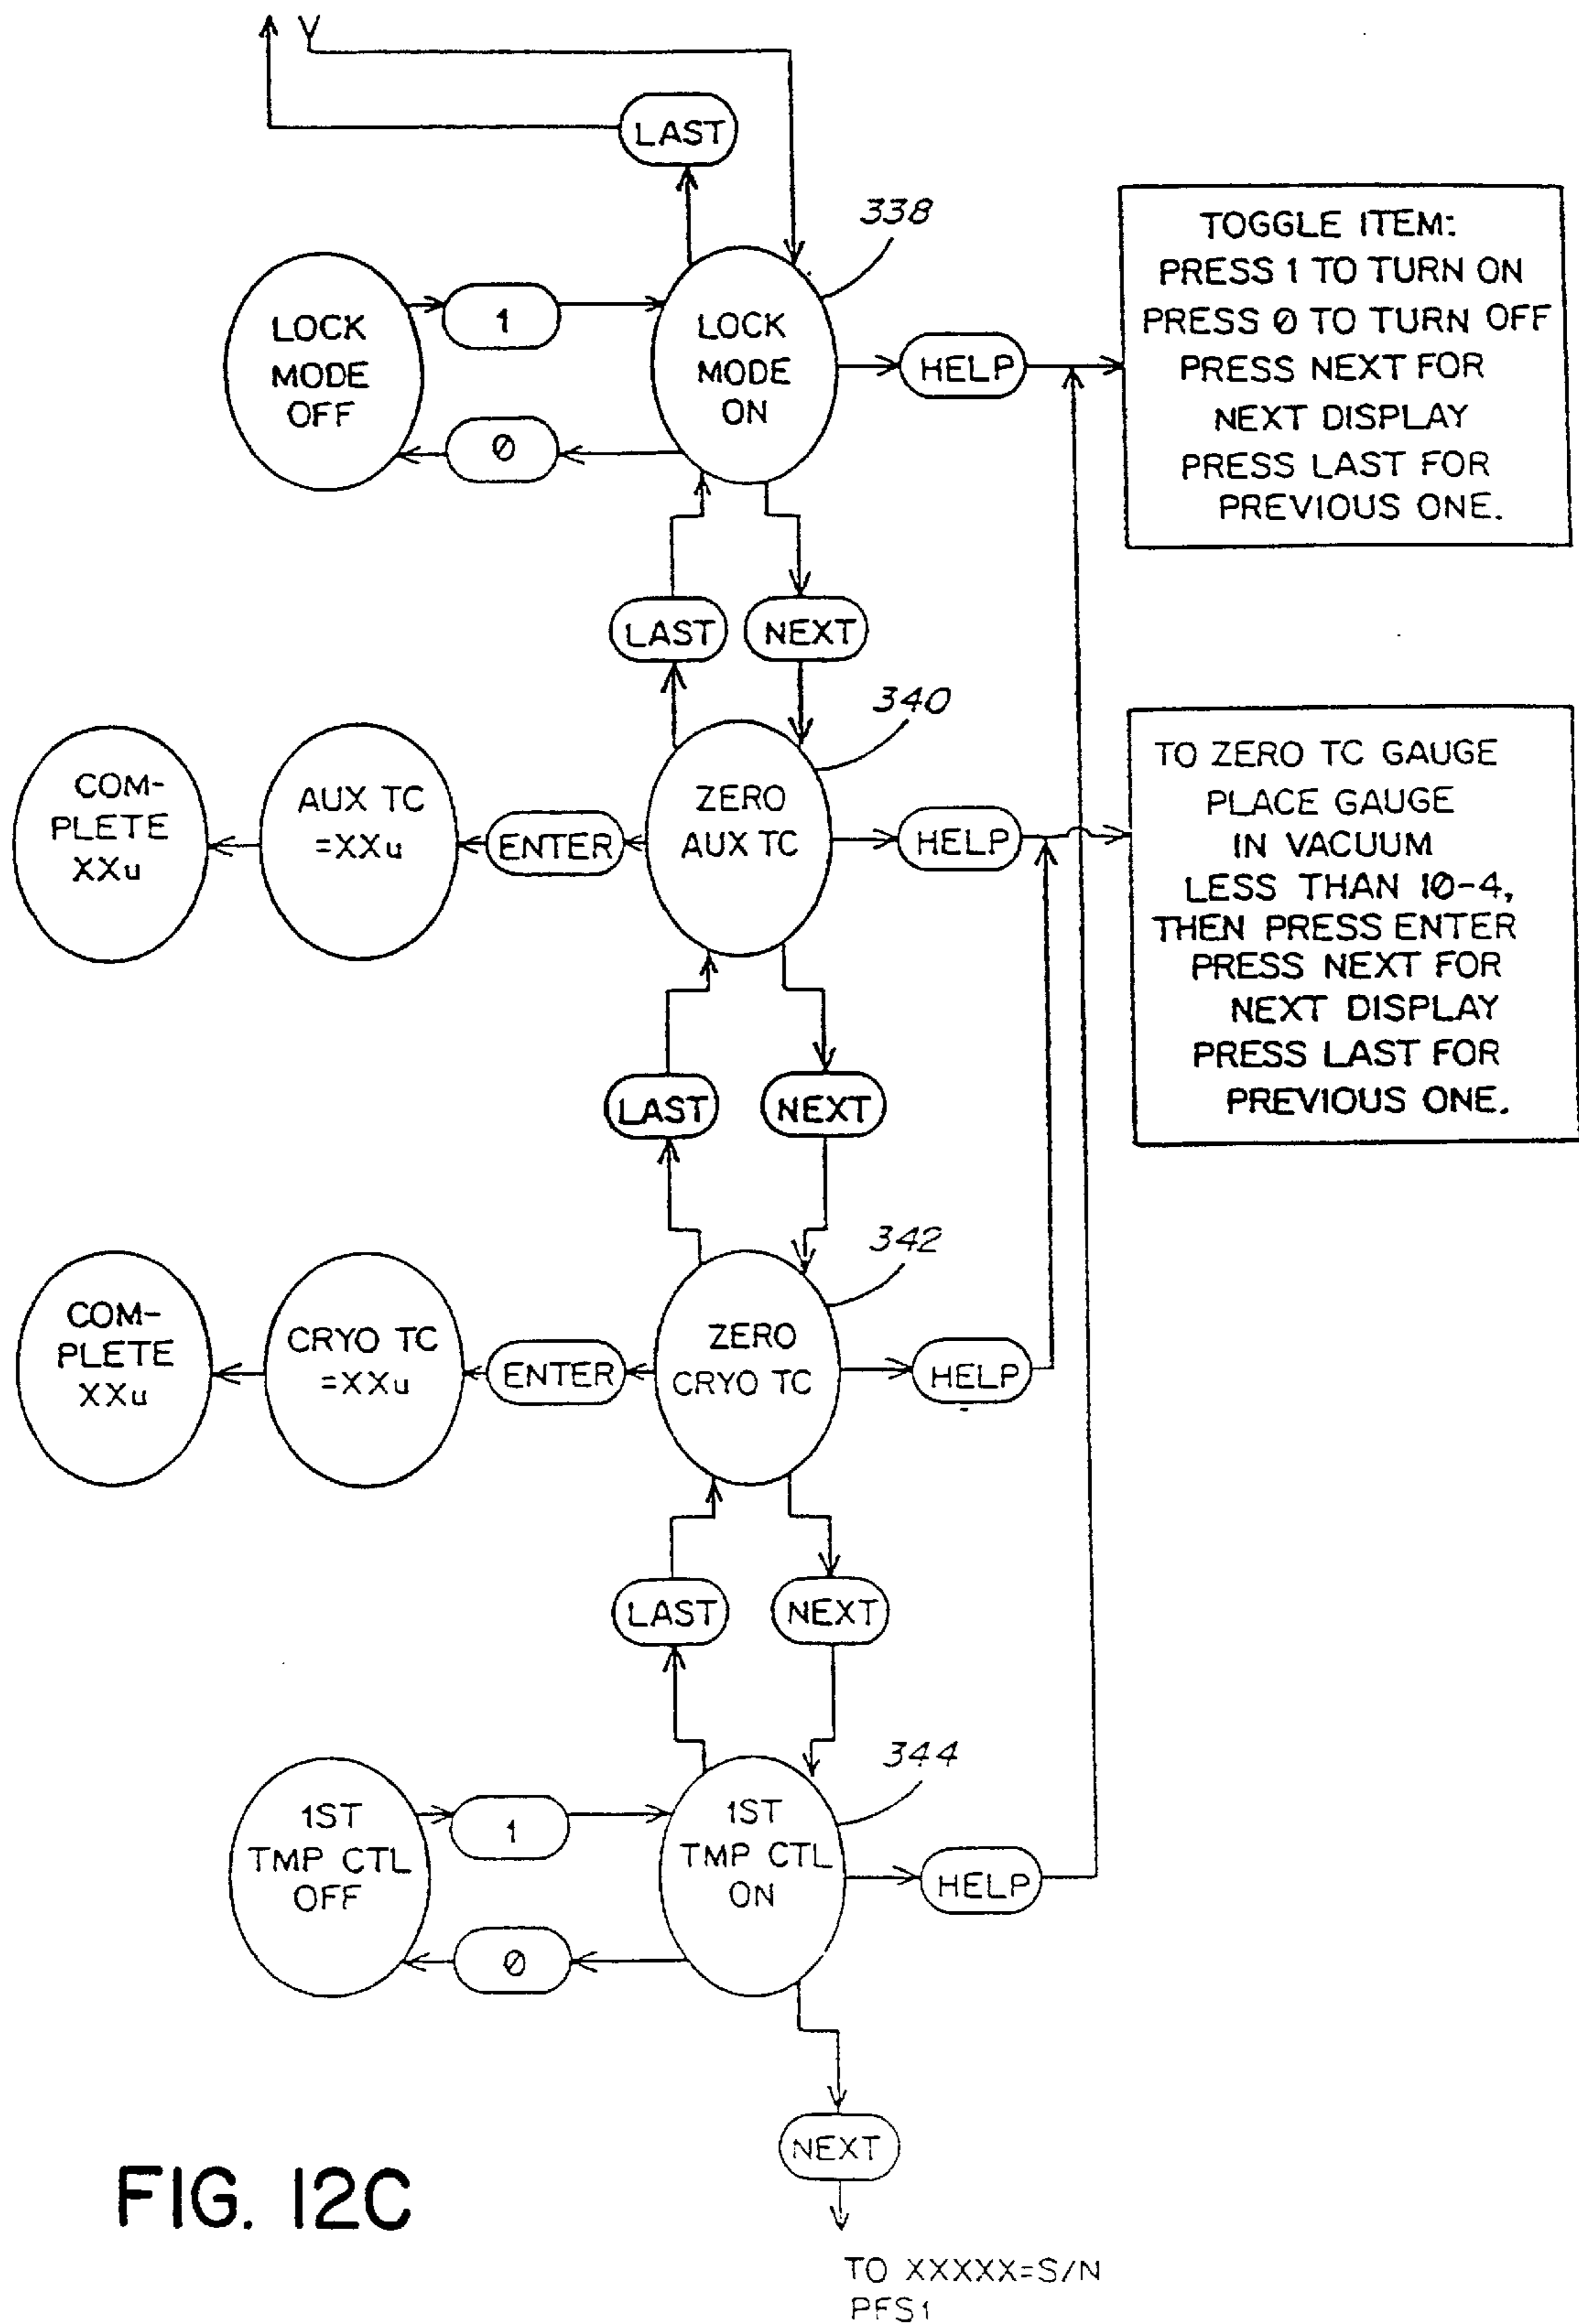 V
LAST
338
LOCK
MODE
OFF
1
0
LOCK
MODE
ON
HELP
TOGGLE ITEM:
PRESS 1 TO TURN ON
PRESS 0 TO TURN OFF
PRESS NEXT FOR
NEXT DISPLAY
PRESS LAST FOR
PREVIOUS ONE.
LAST
NEXT
340
COM-
PLETE
XXu
AUX TC
=XXu
ENTER
ZERO
AUX TC
HELP
TO ZERO TC GAUGE
PLACE GAUGE
IN VACUUM
LESS THAN 10-4,
THEN PRESS ENTER
PRESS NEXT FOR
NEXT DISPLAY
PRESS LAST FOR
PREVIOUS ONE.
LAST
NEXT
342
COM-
PLETE
XXu
CRYO TC
=XXu
ENTER
ZERO
CRYO TC
HELP
LAST
NEXT
344
1ST
TMP CTL
OFF
1
0
1ST
TMP CTL
ON
HELP
NEXT
FIG. 12C
TO XXXXX=S/N
PFS1